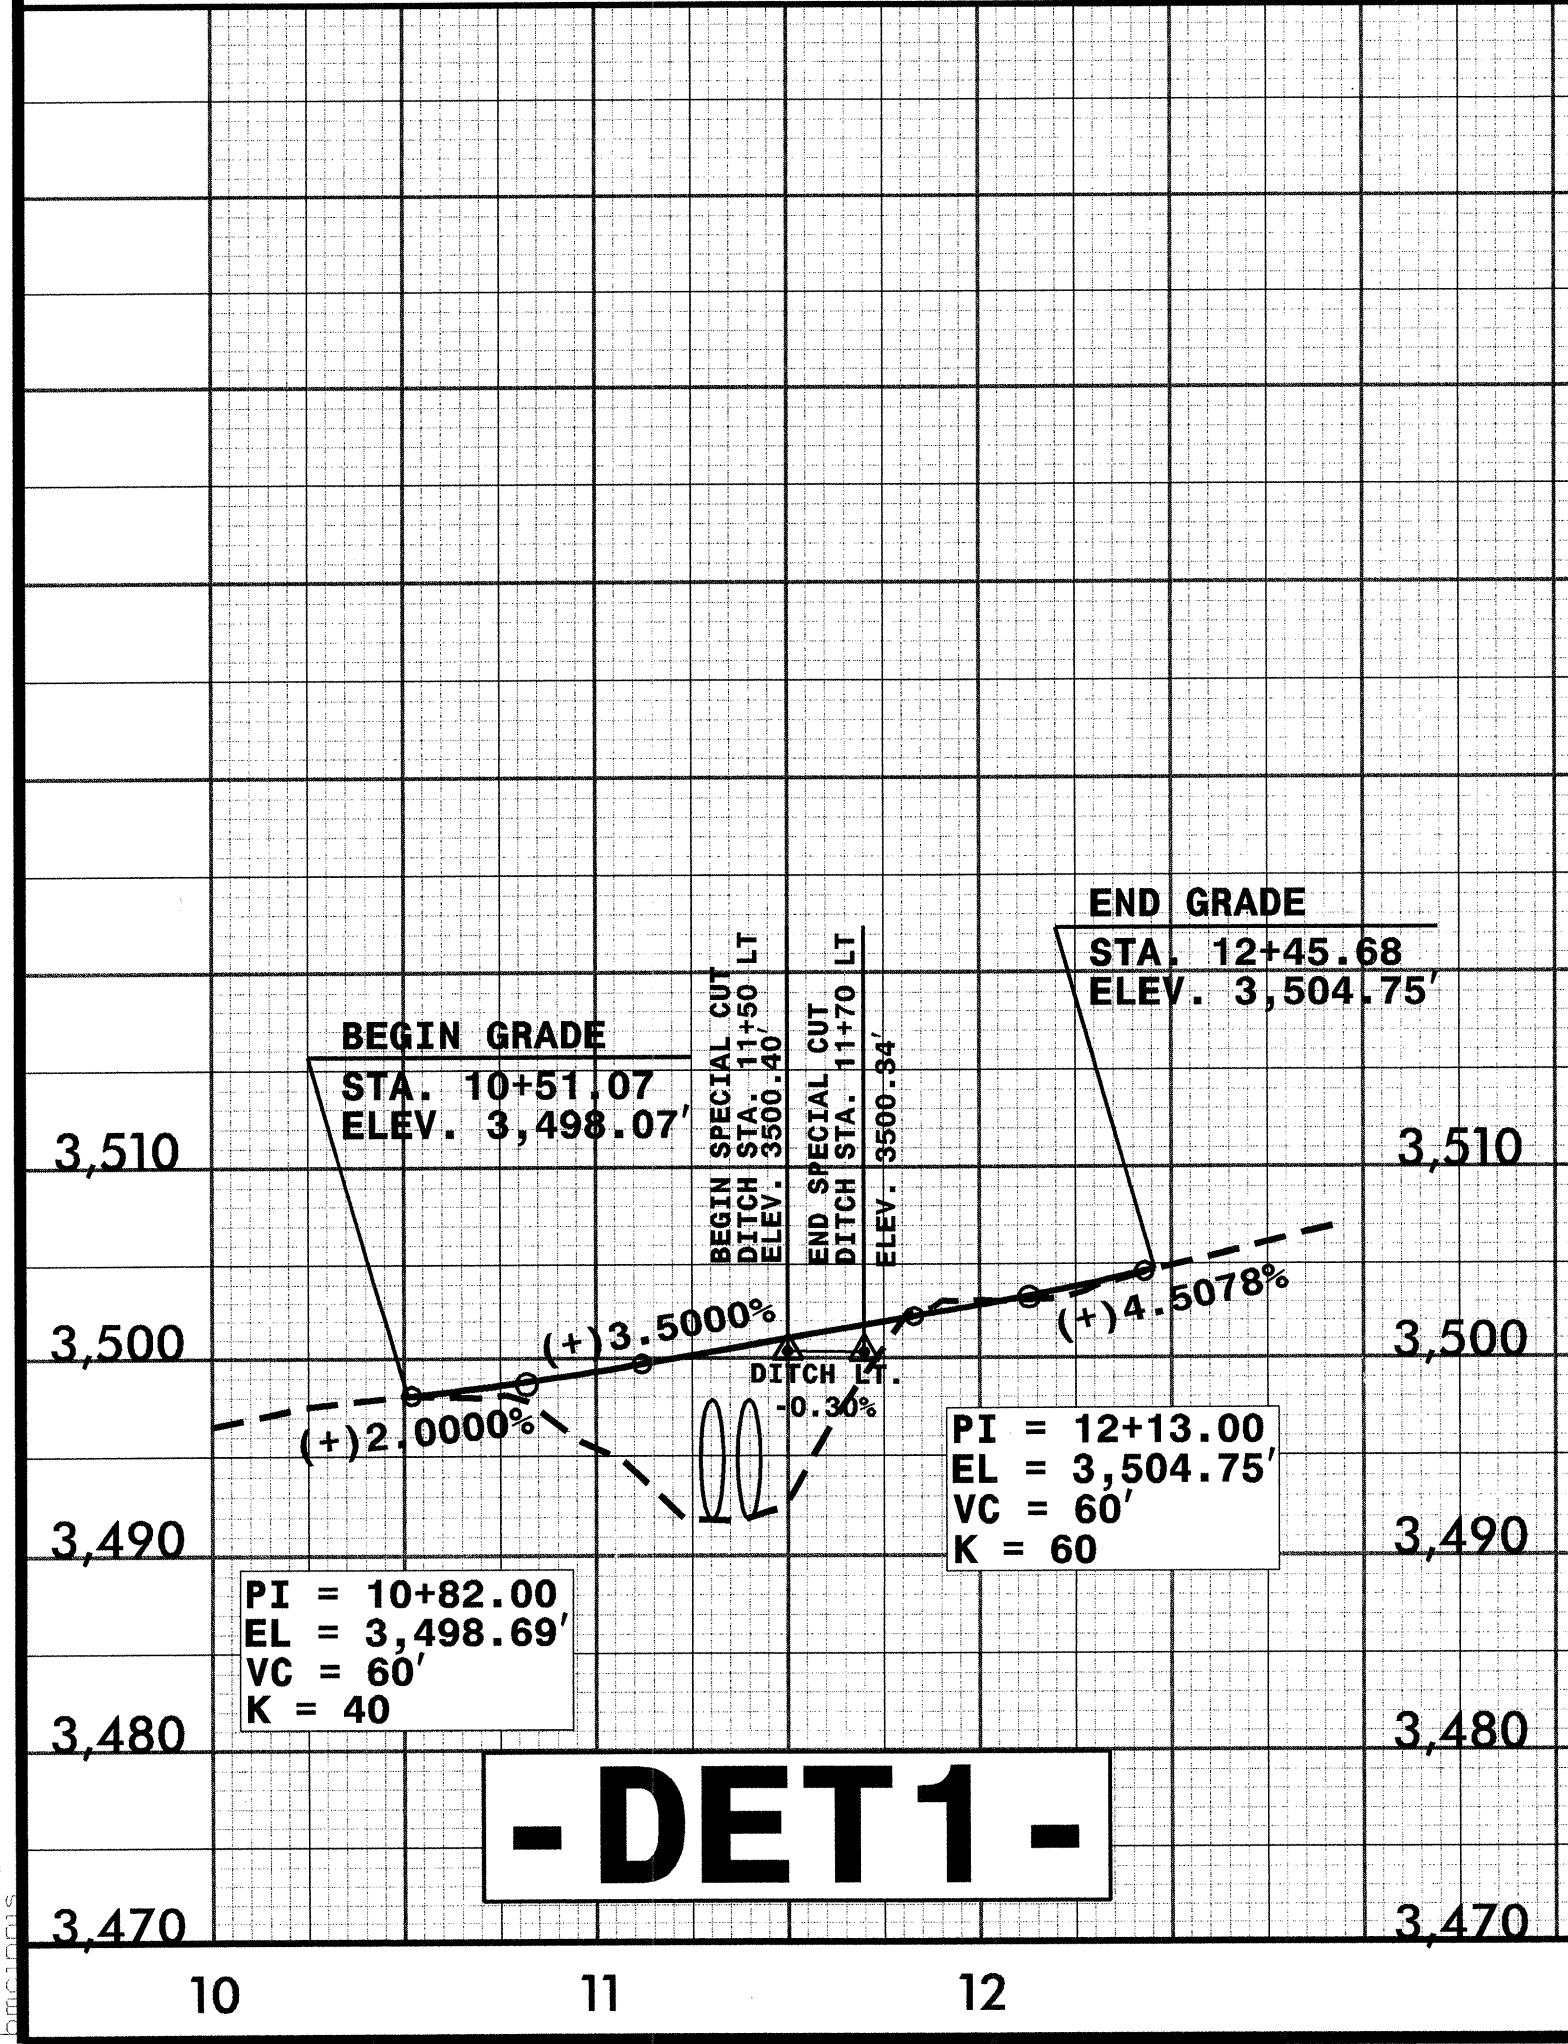 END GRADE
STA. 12+45.68
ELEV. 3,504.75'
BEGIN GRADE
STA. 10+51.07
ELEV. 3,498.07'
BEGIN SPECIAL CUT
DITCH STA. 11+50 LT
ELEV. 3500.40'
END SPECIAL CUT
DITCH STA. 11+70 LT
ELEV. 3500.34'
3,510
3,510
(+)3.5000%
(+)4.5078%
3,500
3,500
DITCH LT.
-0.30%
(+)2.0000%
PI = 12+13.00
EL = 3,504.75'
VC = 60'
K = 60
3,490
3,490
PI = 10+82.00
EL = 3,498.69'
VC = 60'
K = 40
3,480
3,480
-DET1-
3,470
3,470
10
11
12